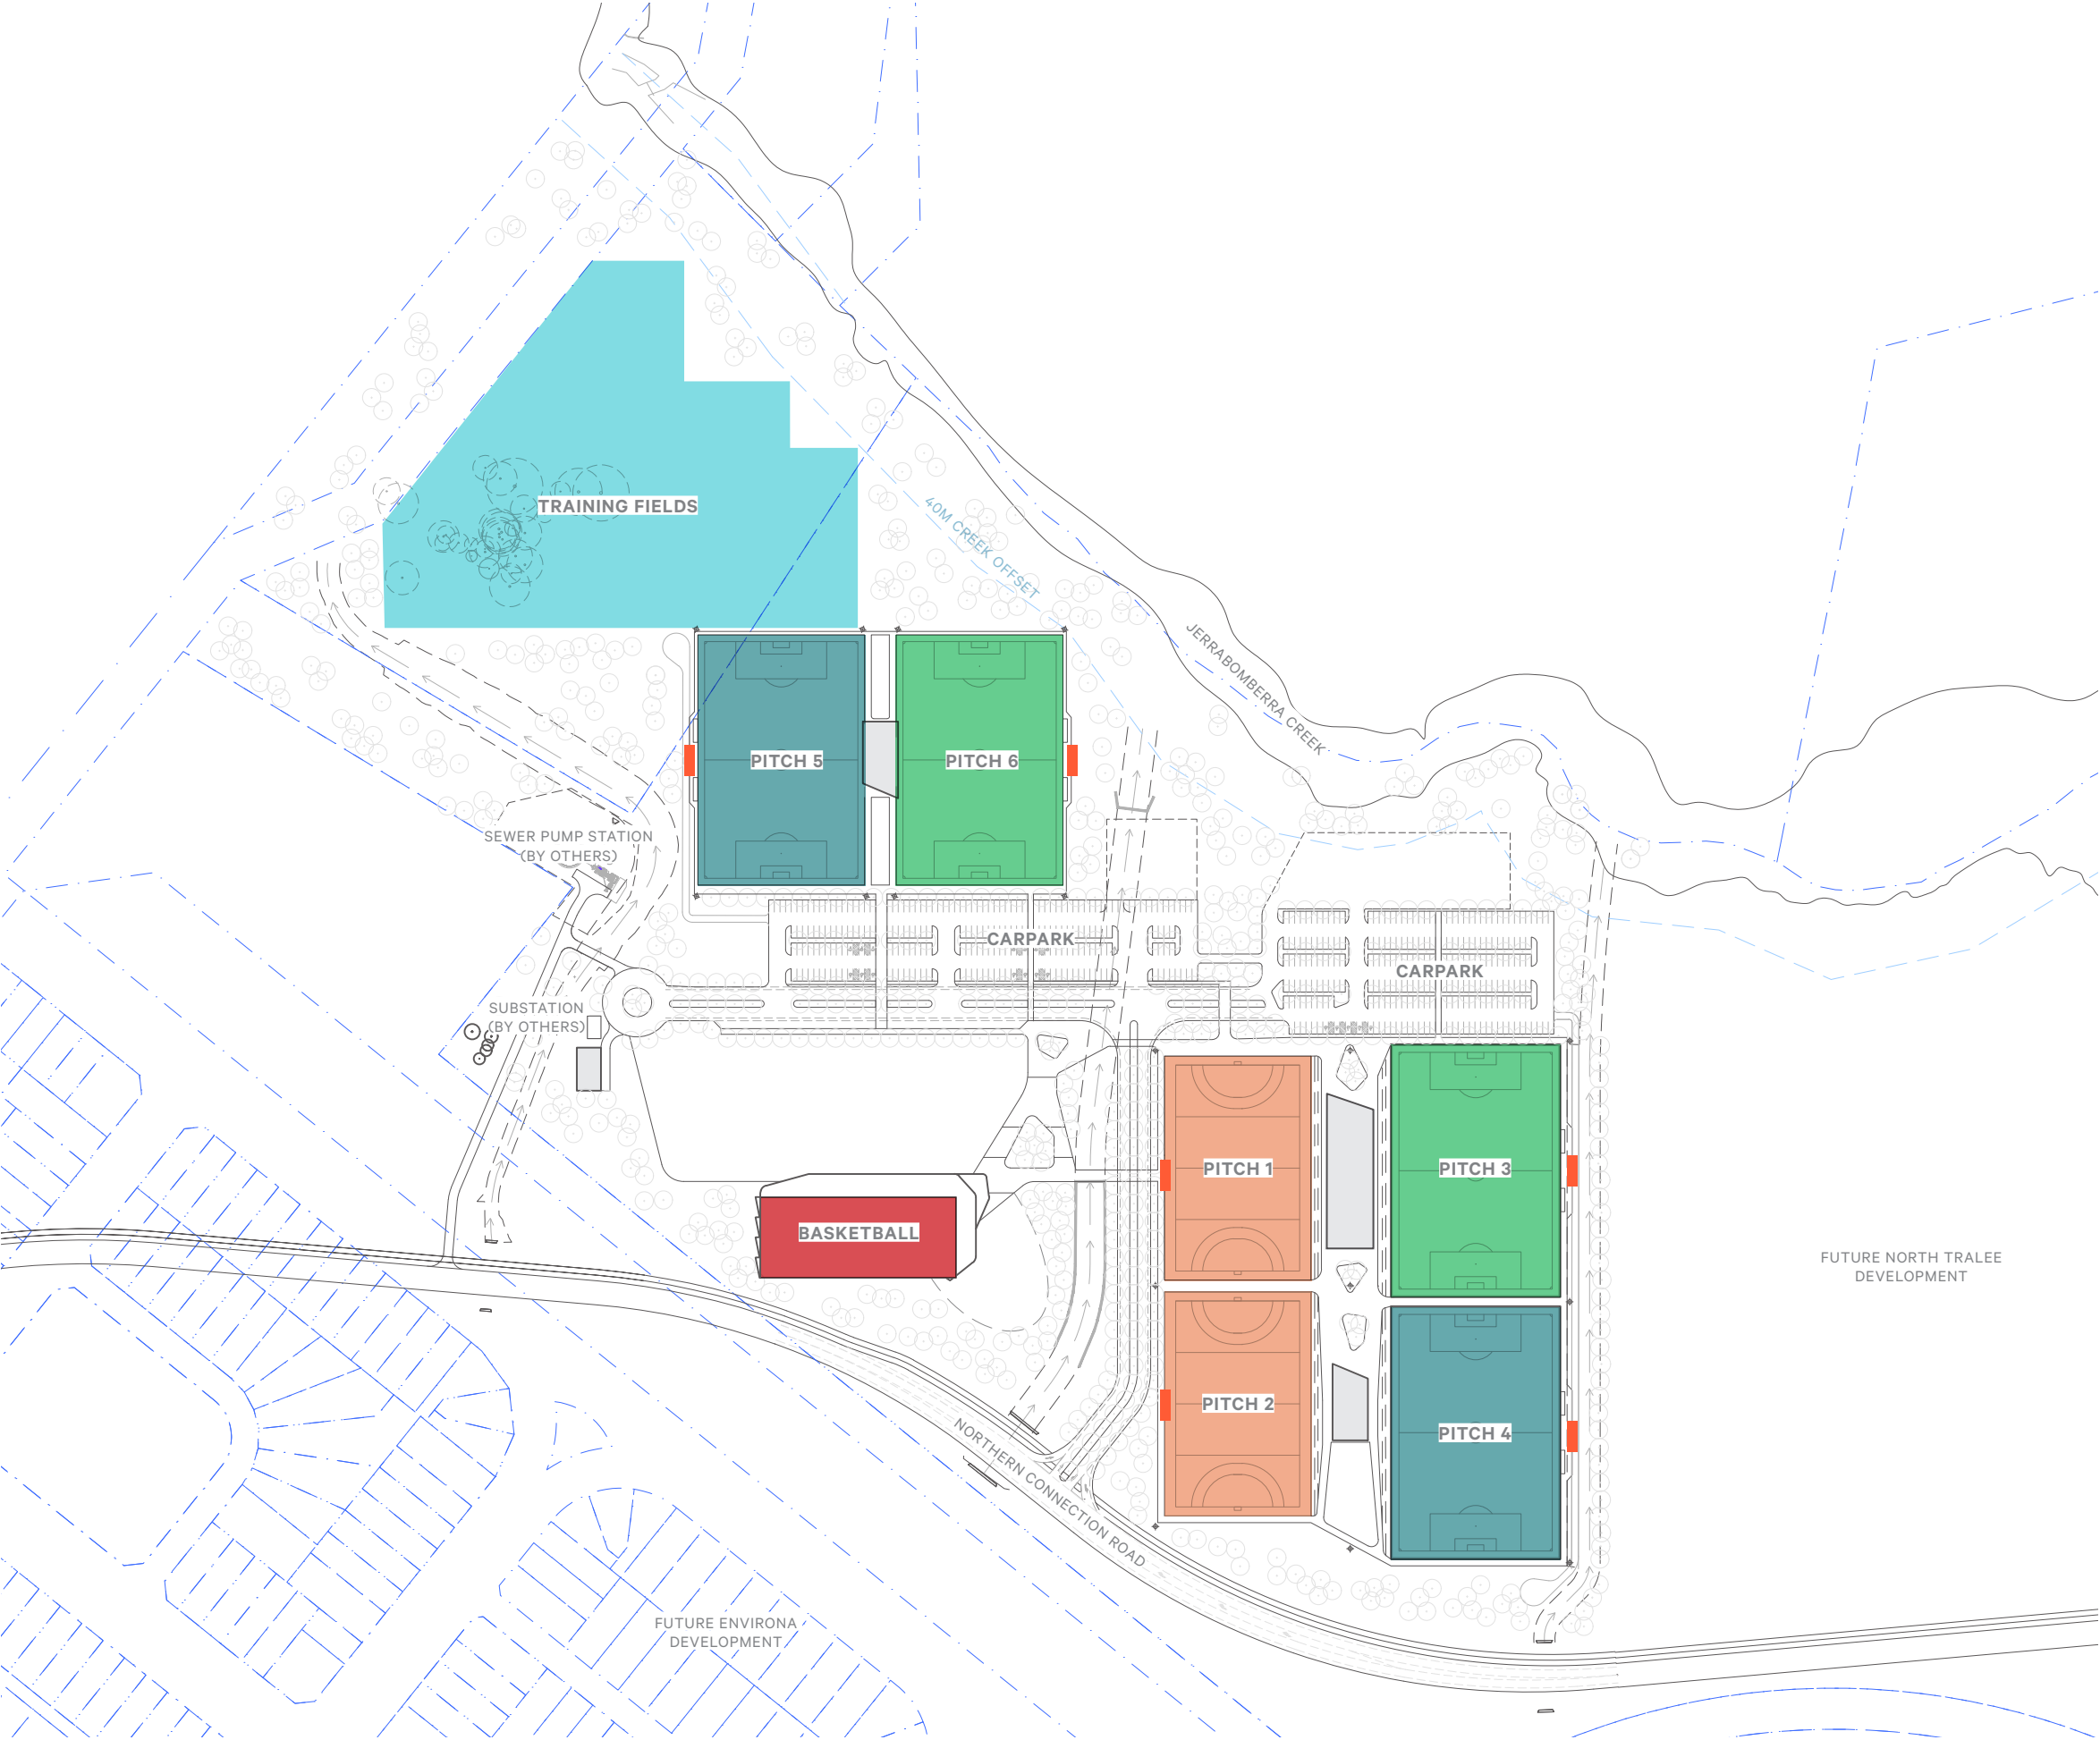 TRAINING FIELDS
40M CREEK OFFSET
JERRABOMBERRA CREEK
PITCH 5
PITCH 6
SEWER PUMP STATION
(BY OTHERS)
CARPARK
CARPARK
SUBSTATION
(BY OTHERS)
PITCH 1
PITCH 3
BASKETBALL
FUTURE NORTH TRALEE
DEVELOPMENT
PITCH 2
PITCH 4
NORTHERN CONNECTION ROAD
FUTURE ENVIRONA
DEVELOPMENT